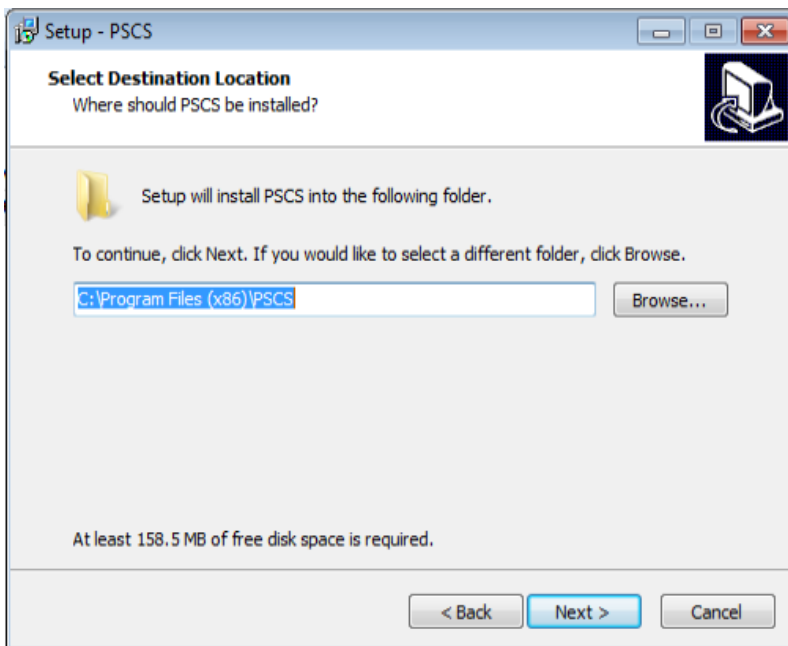 Setup - PSCS
Select Destination Location
Where should PSCS be installed?
Setup will install PSCS into the following folder.
To continue, click Next. If you would like to select a different folder, click Browse.
C:\Program Files (x86)\PSCS
Browse...
At least 158.5 MB of free disk space is required.
< Back Next > Cancel